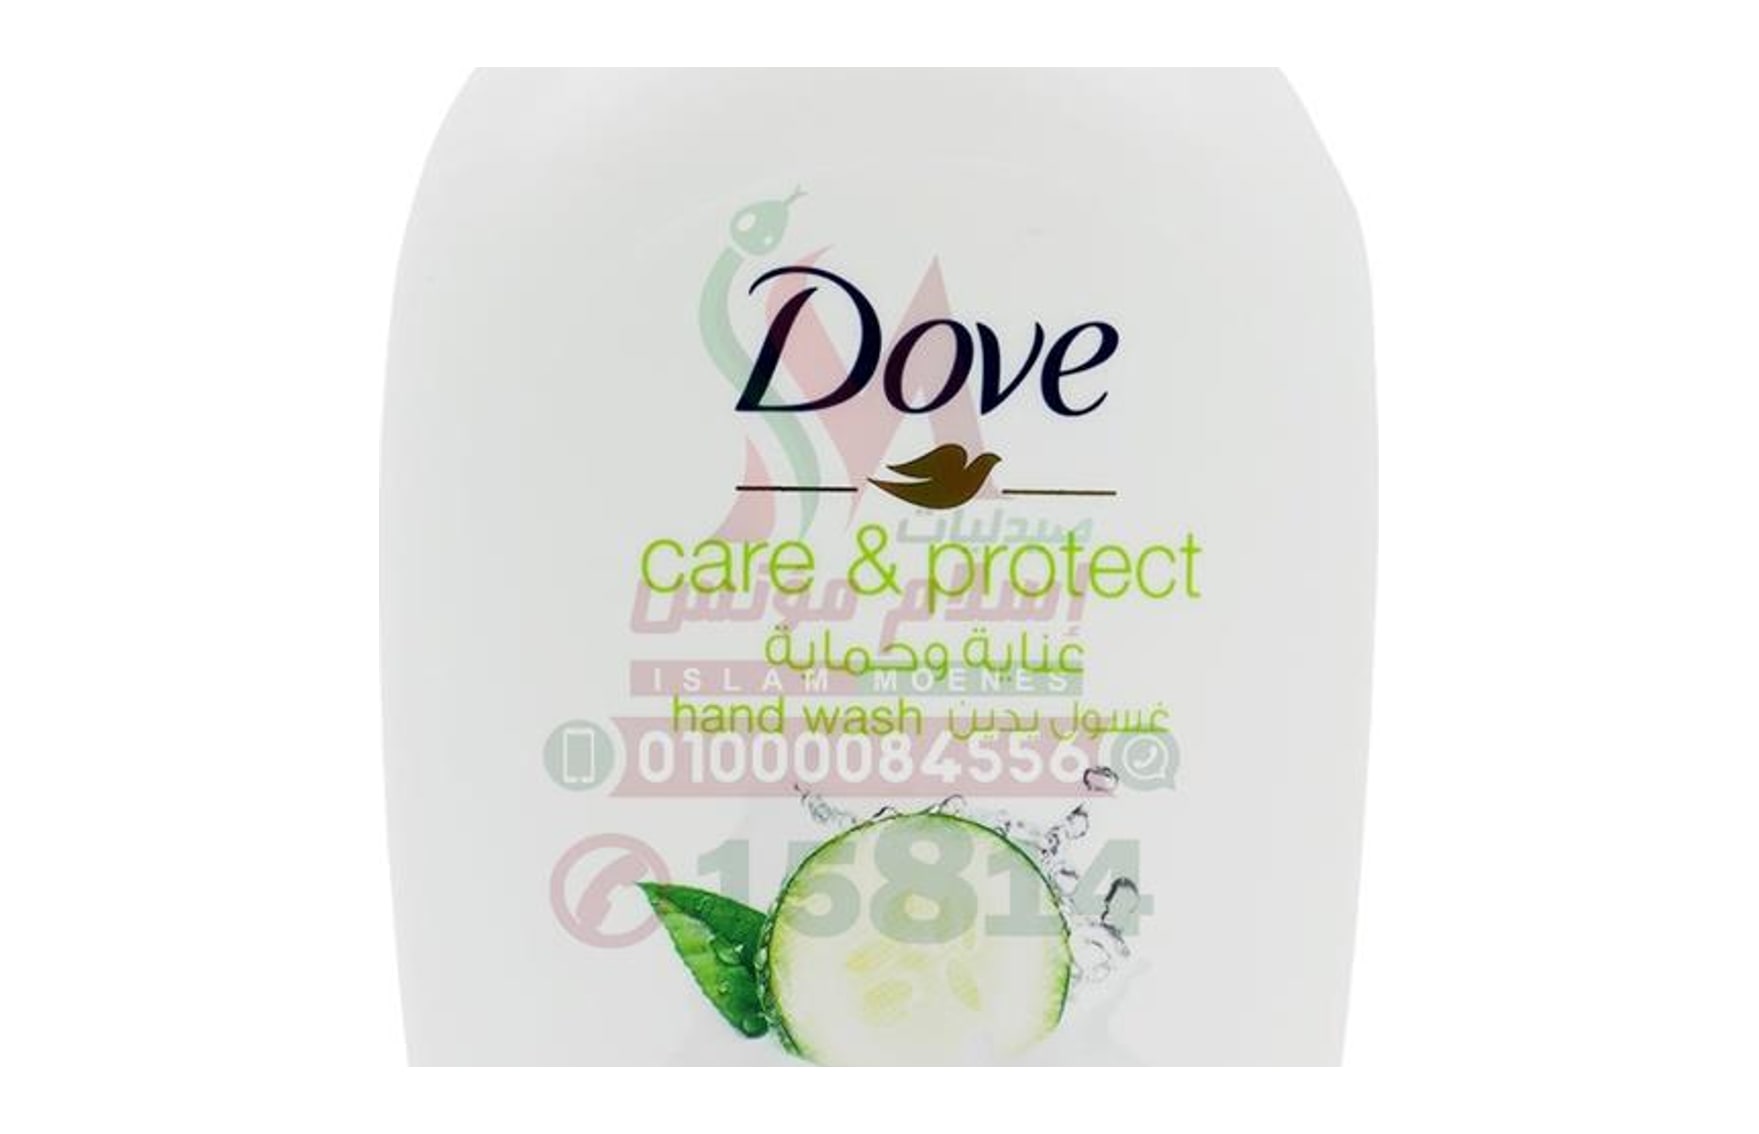 Dove
صيدليات
care & protect
إسلام مؤنس
عناية وحماية
ISLAM MOENES
hand wash غسول يدين
01000084556
15814